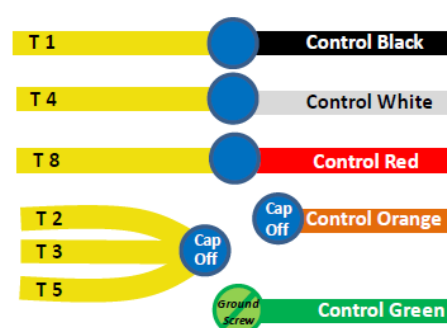 T 1
Control Black
T 4
Control White
T 8
Control Red
T 2
T 3
T 5
Cap
Off
Cap
Off
Control Orange
Ground
Screw
Control Green